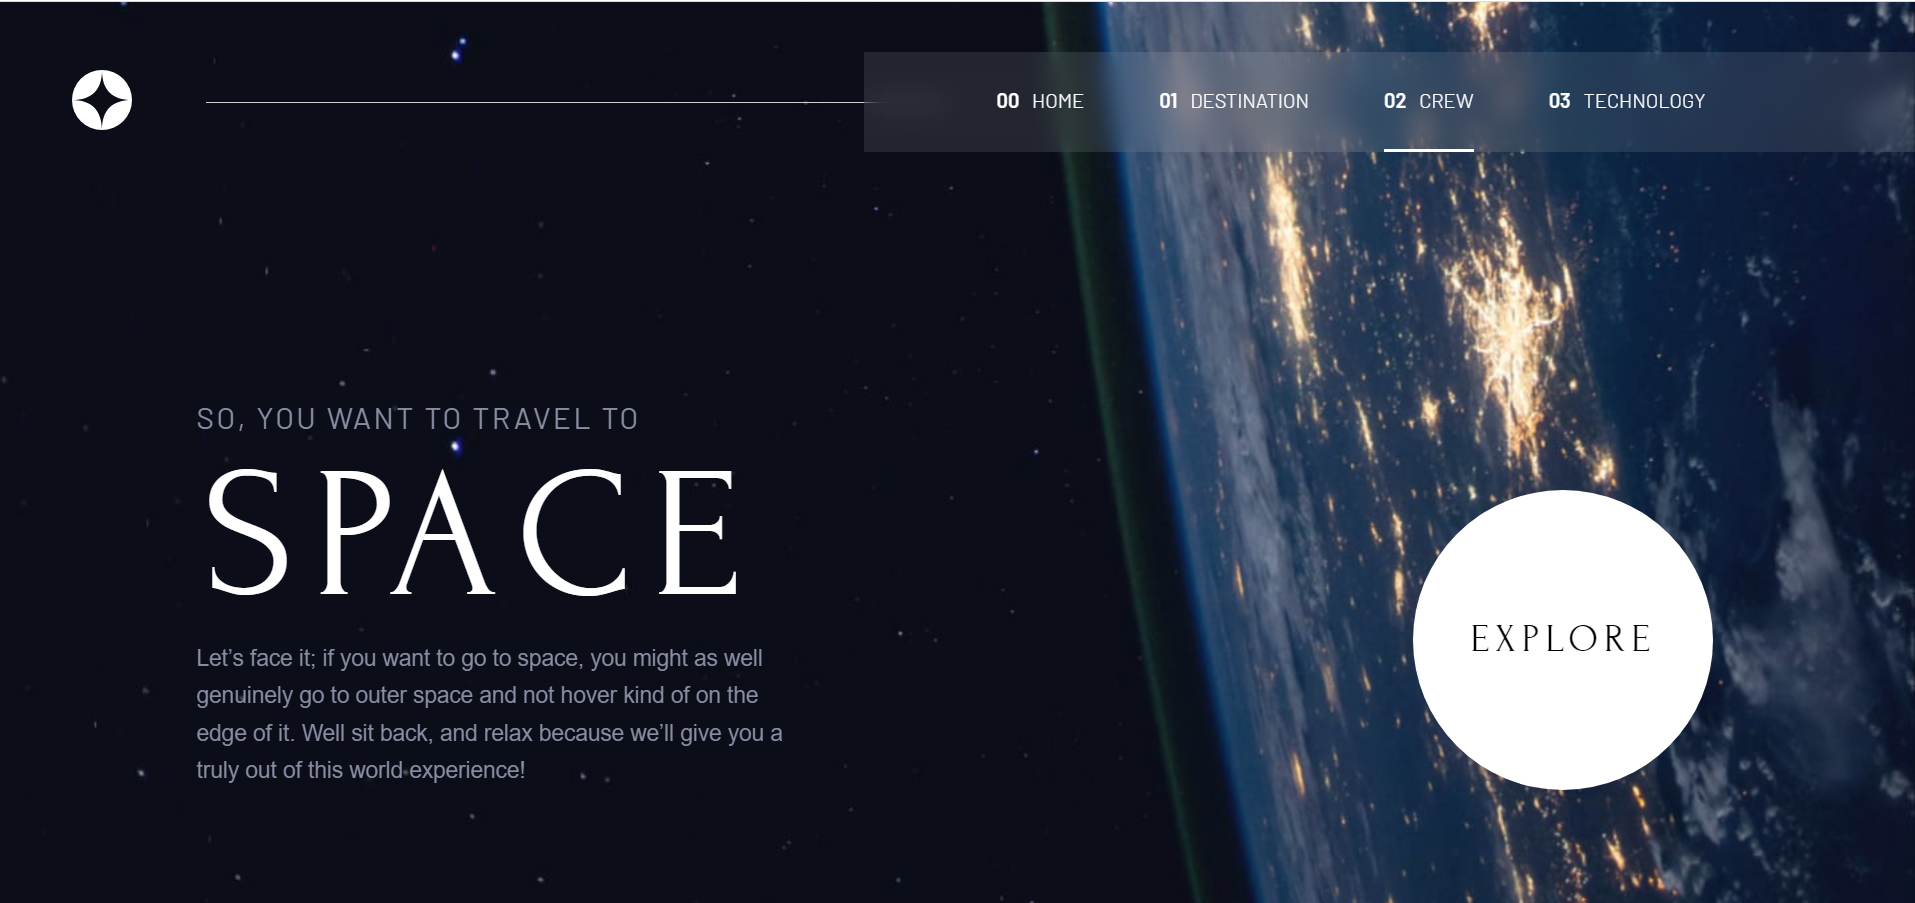 00 HOME 01 DESTINATION 02 CREW 03 TECHNOLOGY
SO, YOU WANT TO TRAVEL TO
SPACE
Let’s face it; if you want to go to space, you might as well
genuinely go to outer space and not hover kind of on the
edge of it. Well sit back, and relax because we’ll give you a
truly out of this world experience!
EXPLORE